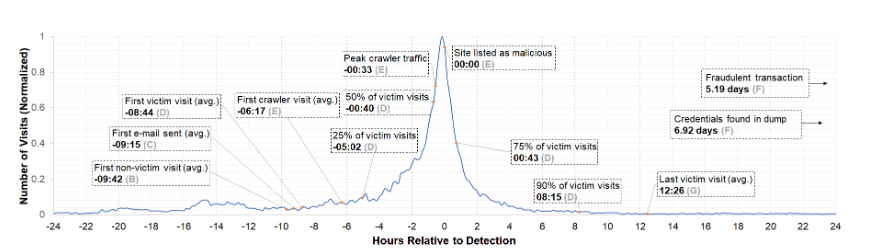 Number of Visits (Normalized)
1
0.8
0.6
0.4
0.2
0
Peak crawler traffic
-00:33 (E)
Site listed as malicious
00:00 (E)
Fraudulent transaction
5.19 days (F)
First victim visit (avg.)
-08:44 (D)
First crawler visit (avg.)
-06:17 (E)
50% of victim visits
-00:40 (D)
Credentials found in dump
6.92 days (F)
First e-mail sent (avg.)
-09:15 (C)
25% of victim visits
-05:02 (D)
75% of victim visits
00:43 (D)
First non-victim visit (avg.)
-09:42 (B)
90% of victim visits
08:15 (D)
Last victim visit (avg.)
12:26 (G)
-24 -22 -20 -18 -16 -14 -12 -10 -8 -6 -4 -2 0 2 4 6 8 10 12 14 16 18 20 22 24
Hours Relative to Detection